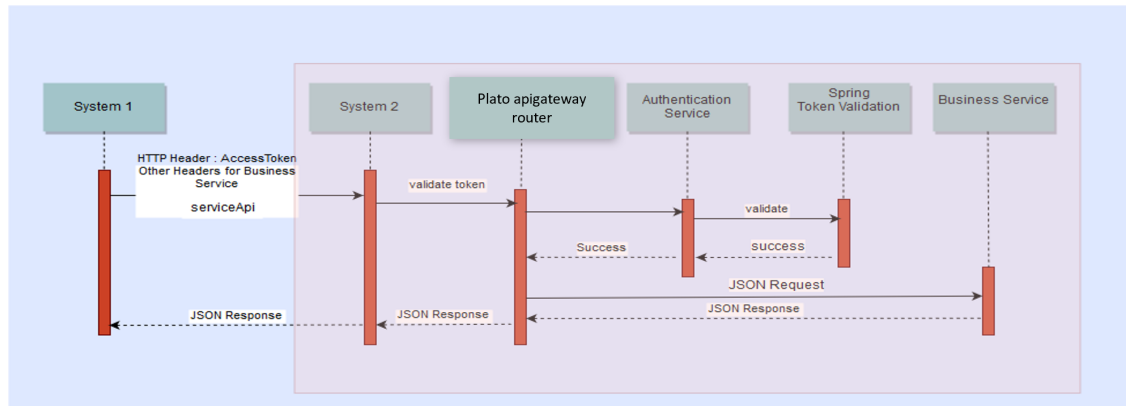 System 1
System 2
Plato apigateway
router
Authentication
Service
Spring
Token Validation
Business Service
HTTP Header : AccessToken
Other Headers for Business
Service
serviceApi
validate token
validate
Success
success
JSON Request
JSON Response
JSON Response
JSON Response